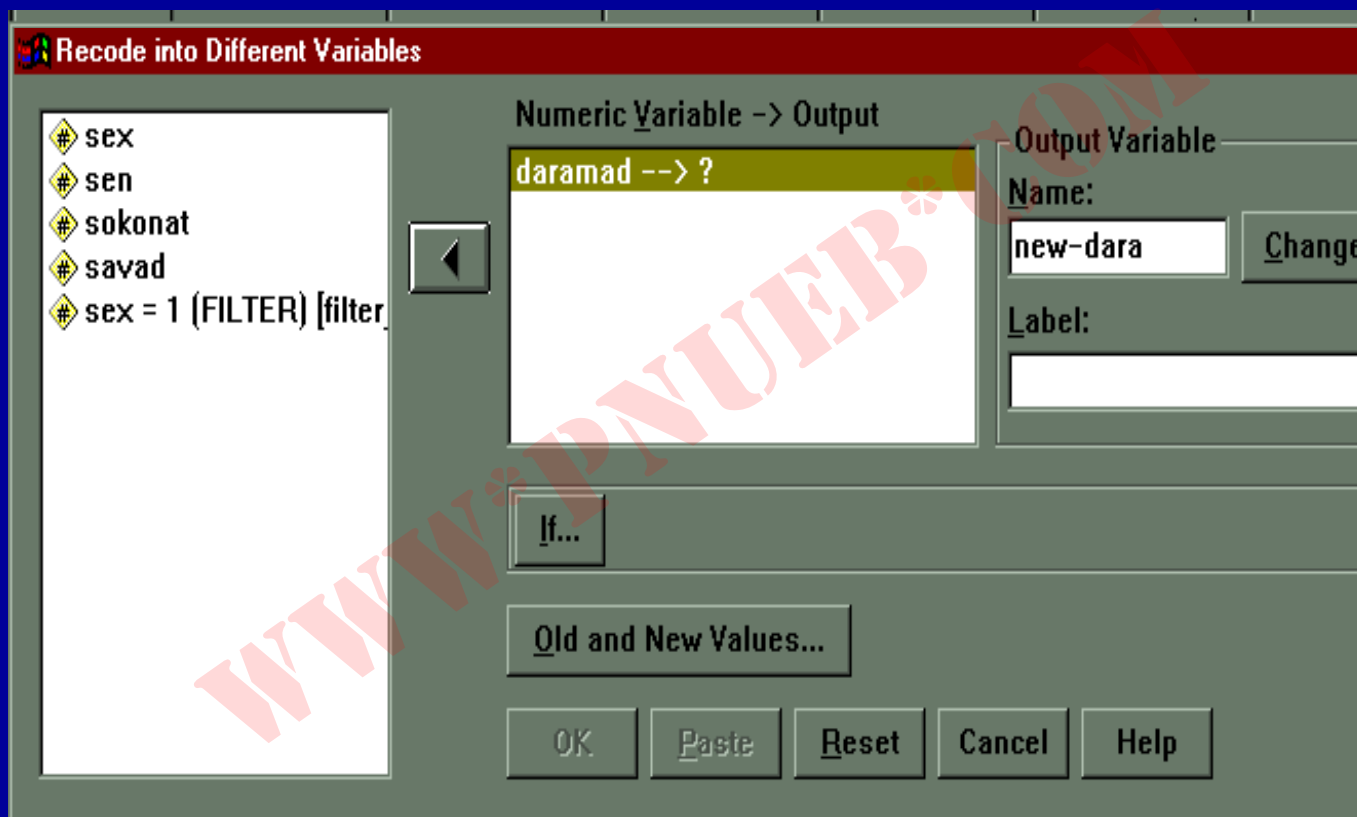 Recode into Different Variables
sex
sen
sokonat
savad
sex = 1 (FILTER) [filter_
Numeric Variable -> Output
daramad --> ?
Output Variable
Name:
new-dara
Change
Label:
If...
Old and New Values...
OK
Paste
Reset
Cancel
Help
WWW*PNUEB*COM